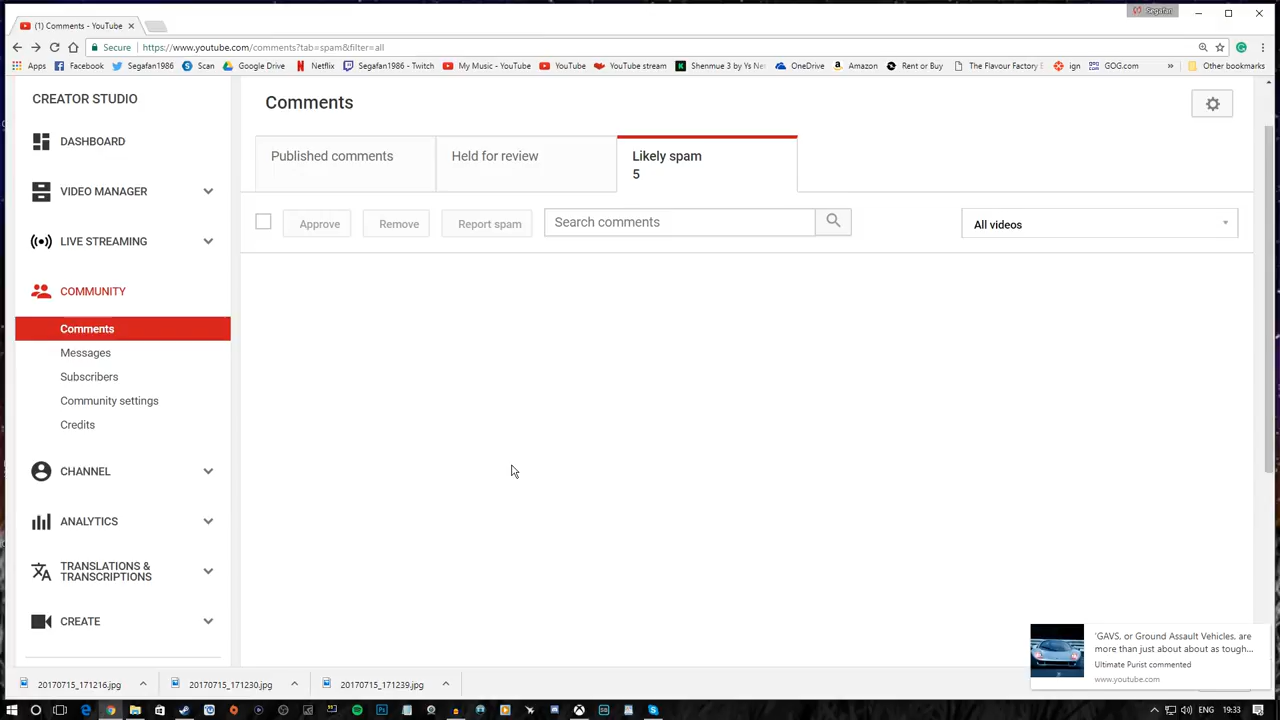 Segafan
(1) Comments - YouTube
Secure
https://www.youtube.com/comments?tab=spam&filter=all
Apps
Facebook
Segafan1986
Scan
Google Drive
Netflix
Segafan1986 - Twitch
My Music - YouTube
YouTube
YouTube stream
Shenmue 3 by Ys Ne
OneDrive
Amazon
Rent or Buy
The Flavour Factory E
ign
GOG.com
»
Other bookmarks
CREATOR STUDIO
DASHBOARD
VIDEO MANAGER
LIVE STREAMING
COMMUNITY
Comments
Messages
Subscribers
Community settings
Credits
CHANNEL
ANALYTICS
TRANSLATIONS &
TRANSCRIPTIONS
CREATE
Comments
Published comments
Held for review
Likely spam
5
Approve
Remove
Report spam
Search comments
All videos
'GAVS, or Ground Assault Vehicles, are
more than just about about as tough...
Ultimate Purist commented
www.youtube.com
20170715_171216.jpg
20170715_171230.jpg
20170715_171239.jpg
ENG
19:33